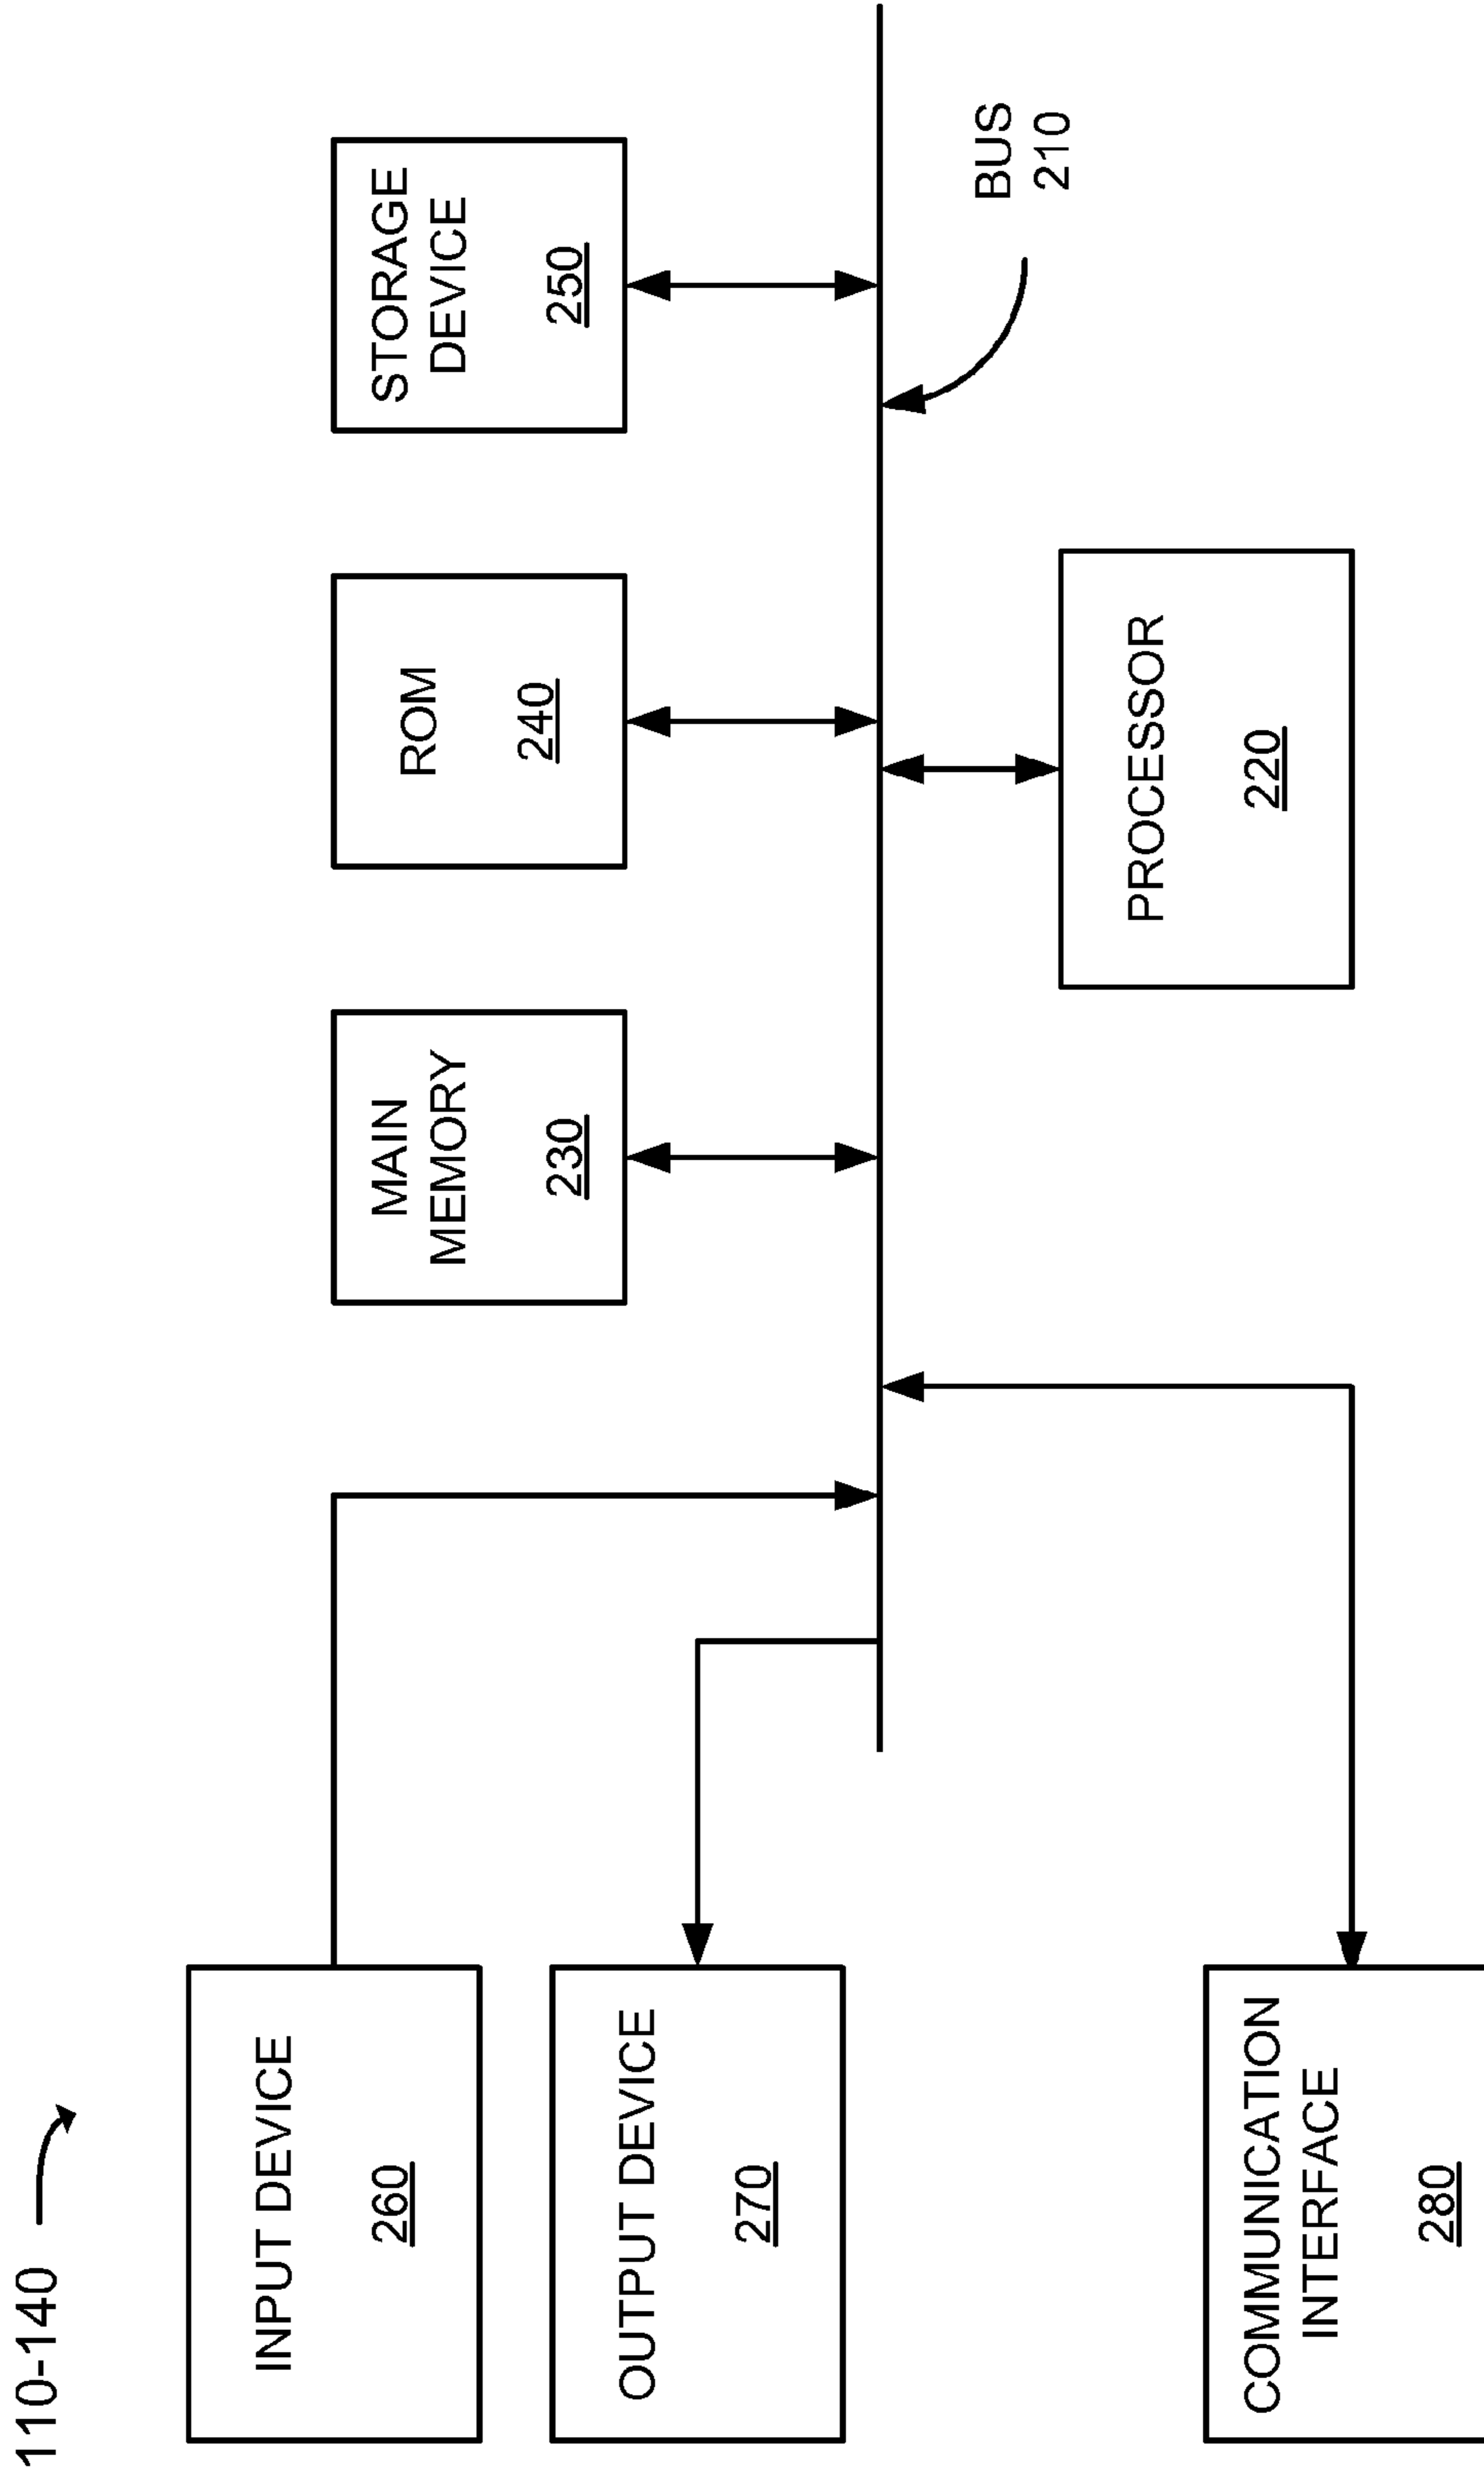 110-140
INPUT DEVICE
260
OUTPUT DEVICE
270
COMMUNICATION
INTERFACE
280
MAIN
MEMORY
230
ROM
240
STORAGE
DEVICE
250
BUS
210
PROCESSOR
220